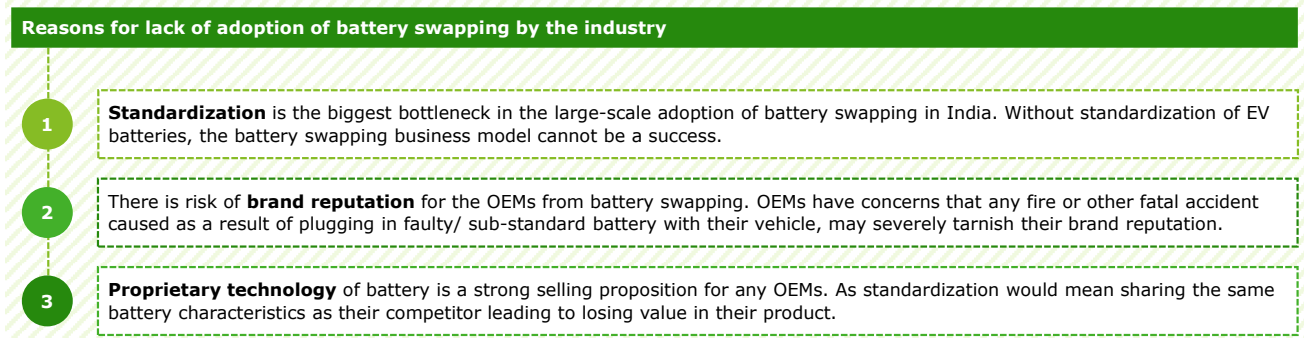 Reasons for lack of adoption of battery swapping by the industry
1
Standardization is the biggest bottleneck in the large-scale adoption of battery swapping in India. Without standardization of EV
batteries, the battery swapping business model cannot be a success.
2
There is risk of brand reputation for the OEMs from battery swapping. OEMs have concerns that any fire or other fatal accident
caused as a result of plugging in faulty/ sub-standard battery with their vehicle, may severely tarnish their brand reputation.
3
Proprietary technology of battery is a strong selling proposition for any OEMs. As standardization would mean sharing the same
battery characteristics as their competitor leading to losing value in their product.